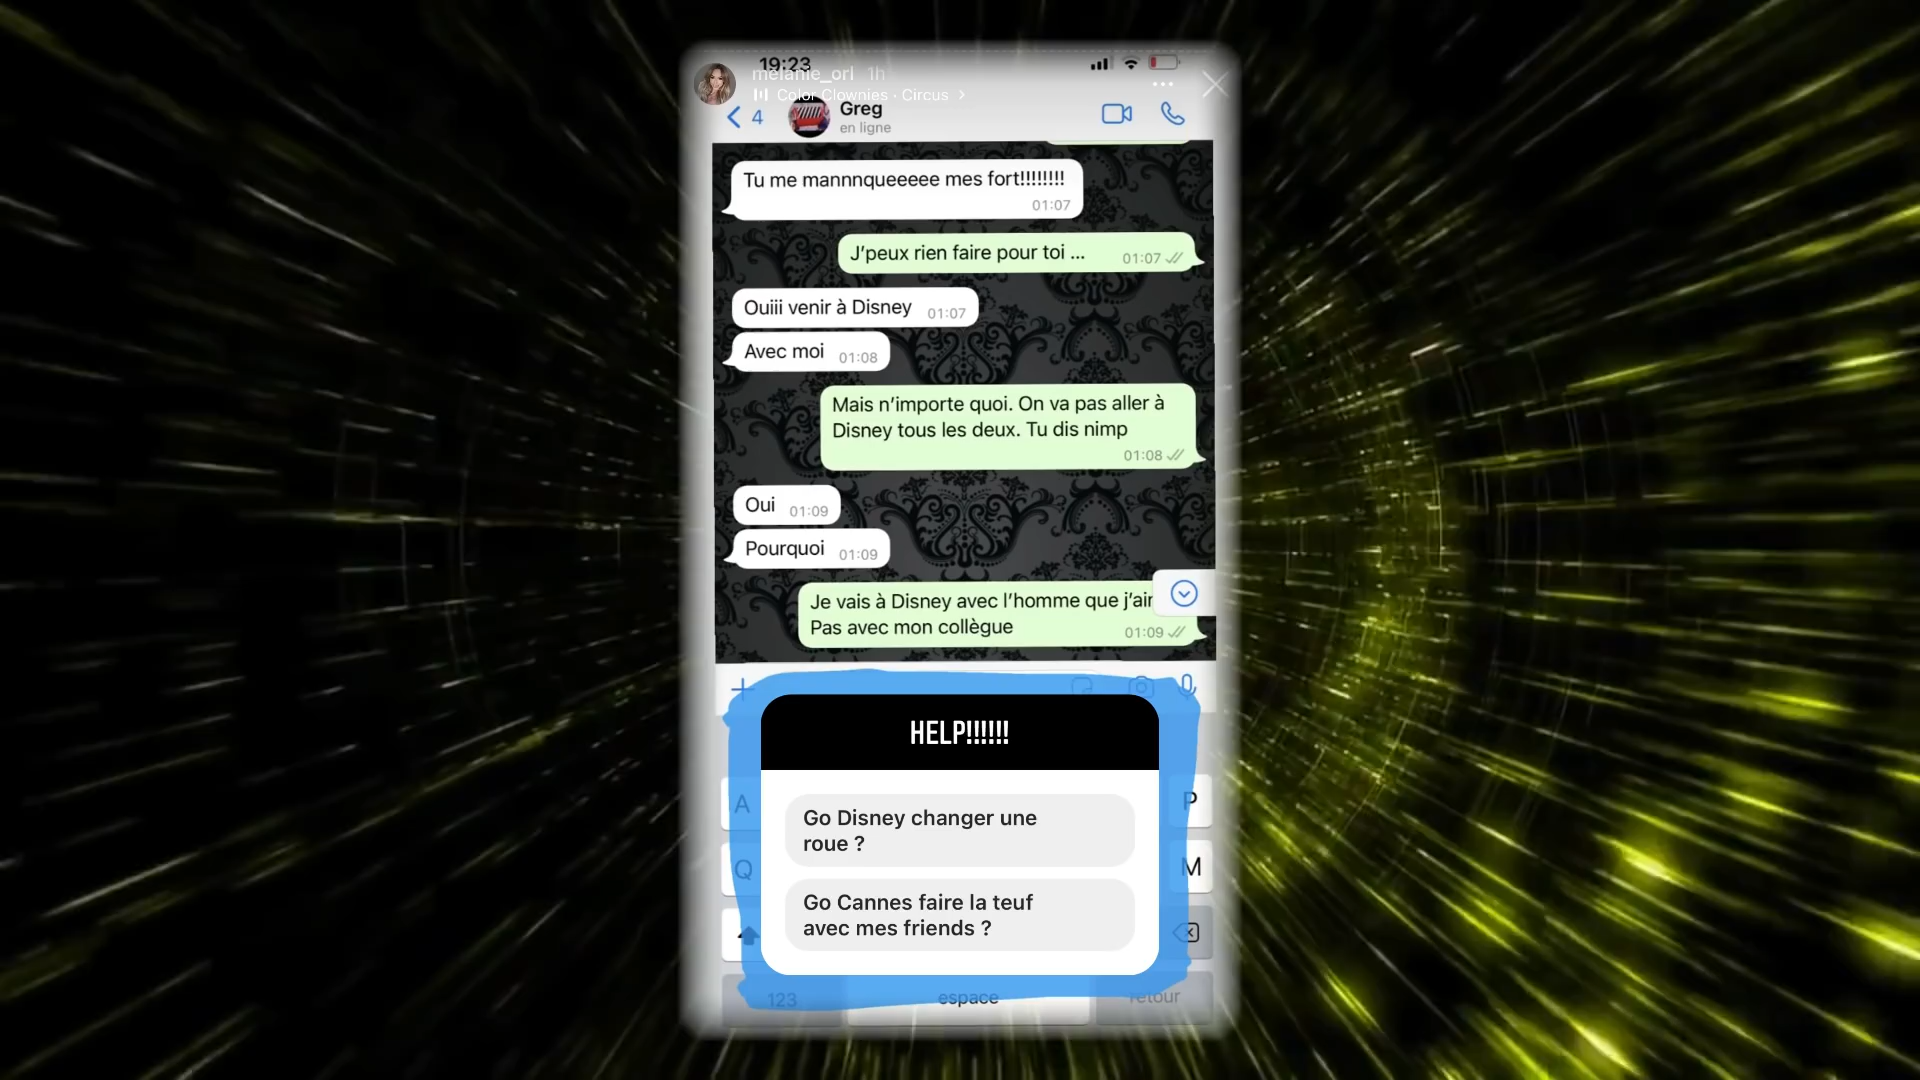 19:23
melanie_orl 1h
Color Clownies · Circus
4
Greg
en ligne
Tu me mannnqueeeee mes fort!!!!!!!!
01:07
J'peux rien faire pour toi ... 01:07
Ouiii venir à Disney 01:07
Avec moi 01:08
Mais n'importe quoi. On va pas aller à
Disney tous les deux. Tu dis nimp
01:08
Oui 01:09
Pourquoi 01:09
Je vais à Disney avec l'homme que
Pas avec mon collègue 01:09
HELP!!!!!!
Go Disney changer une
roue ?
Go Cannes faire la teuf
avec mes friends ?
A P
Q M
123 espace retour